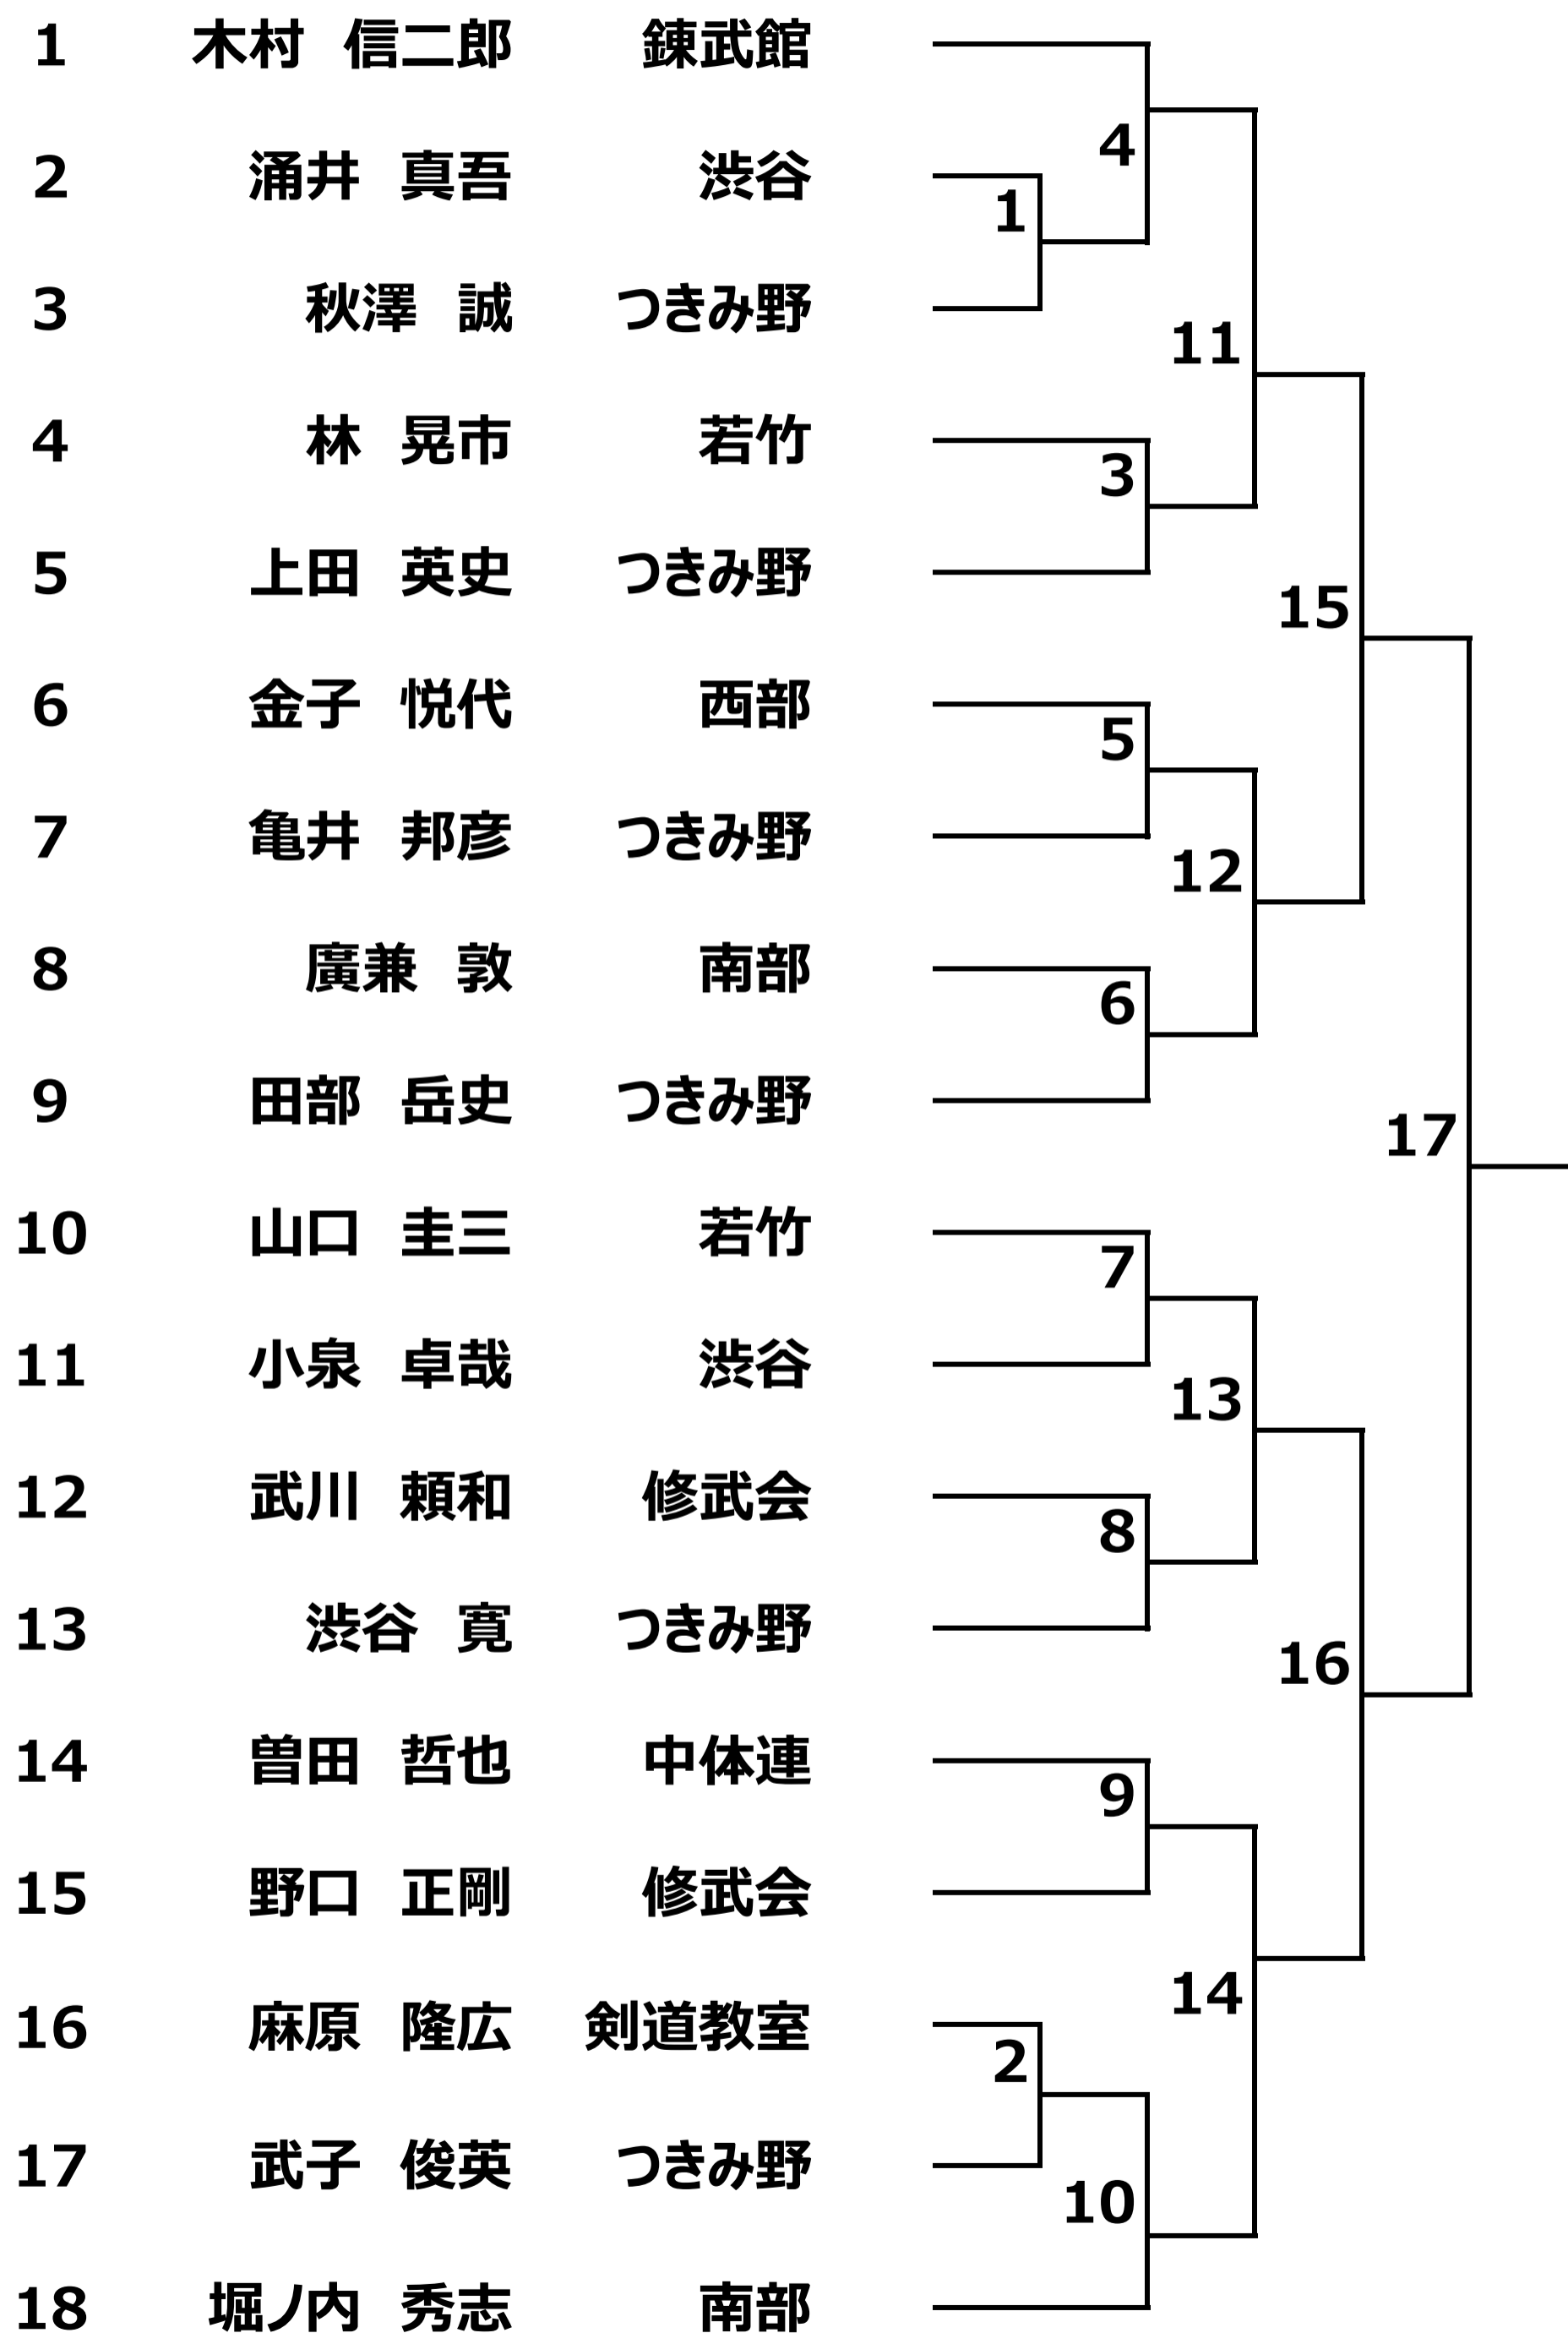 1 木村 信二郎 錬武館
4
2 涌井 真吾 渋谷
1
3 秋澤 誠 つきみ野
11
4 林 晃市 若竹
3
5 上田 英史 つきみ野
15
6 金子 悦代 西部
5
7 亀井 邦彦 つきみ野
12
8 廣兼 敦 南部
6
9 田部 岳史 つきみ野
17
10 山口 圭三 若竹
7
11 小泉 卓哉 渋谷
13
12 武川 頼和 修武会
8
13 渋谷 寛 つきみ野
16
14 曽田 哲也 中体連
9
15 野口 正剛 修武会
14
16 麻原 隆広 剣道教室
2
17 武子 俊英 つきみ野
10
18 堀ノ内 秀志 南部